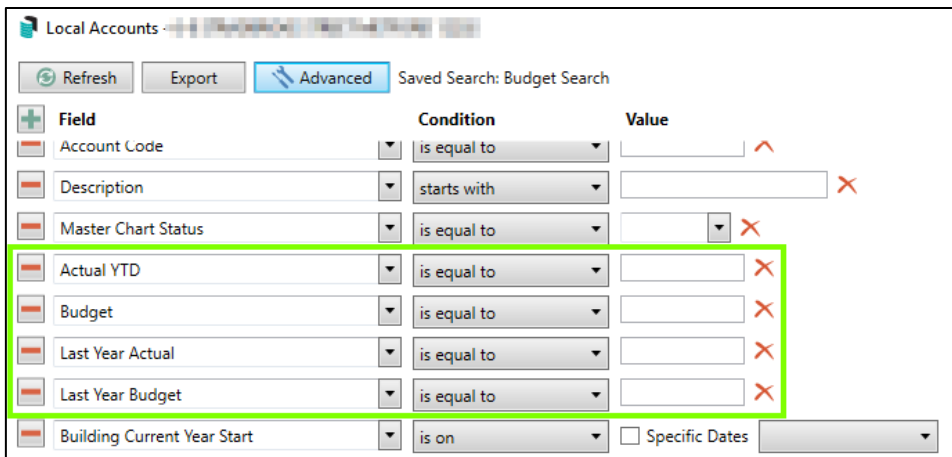 Local Accounts -
Refresh Export Advanced Saved Search: Budget Search
Field Condition Value
Account Code is equal to
Description starts with
Master Chart Status is equal to
Actual YTD is equal to
Budget is equal to
Last Year Actual is equal to
Last Year Budget is equal to
Building Current Year Start is on Specific Dates